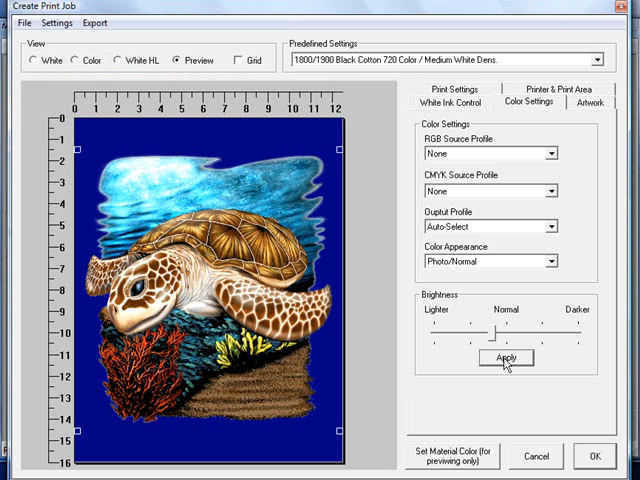 Create Print Job
File Settings Export
View
White Color White HL Preview Grid
Predefined Settings
1800/1900 Black Cotton 720 Color / Medium White Dens.
0 1 2 3 4 5 6 7 8 9 10 11 12
0
1
2
3
4
5
6
7
8
9
10
11
12
13
14
15
16
Print Settings Printer & Print Area
White Ink Control Color Settings Artwork
Color Settings
RGB Source Profile
None
CMYK Source Profile
None
Ouptut Profile
Auto-Select
Color Appearance
Photo/Normal
Brightness
Lighter Normal Darker
Apply
Set Material Color (for
previwing only)
Cancel
OK